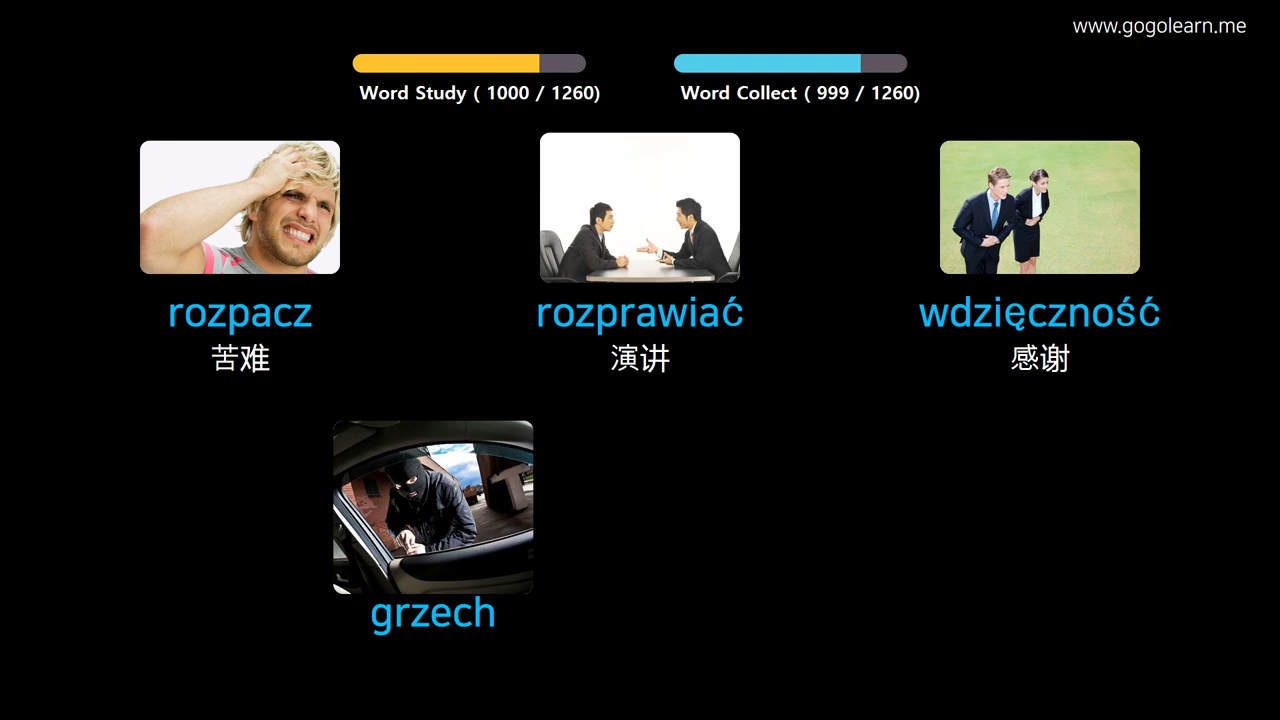 www.gogolearn.me
Word Study ( 1000 / 1260)
Word Collect ( 999 / 1260)
rozpacz
rozprawiać
wdzięczność
苦难
演讲
感谢
grzech